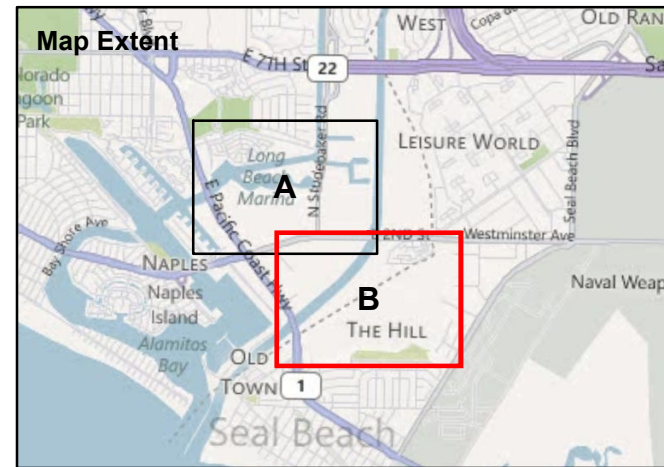 Map Extent
WEST
OLD RAN
E 7TH St
22
Sa
lorado
agoon
Park
LEISURE WORLD
Seal Beach Blvd
Long
Beach
Marina
A
N Studebaker Rd
E Pacific Coast Hwy
E 2ND St
Westminster Ave
Bay Shore Ave
NAPLES
Naples
Island
B
Naval Weap
THE HILL
Alamitos
Bay
OLD
TOWN
1
Seal Beach